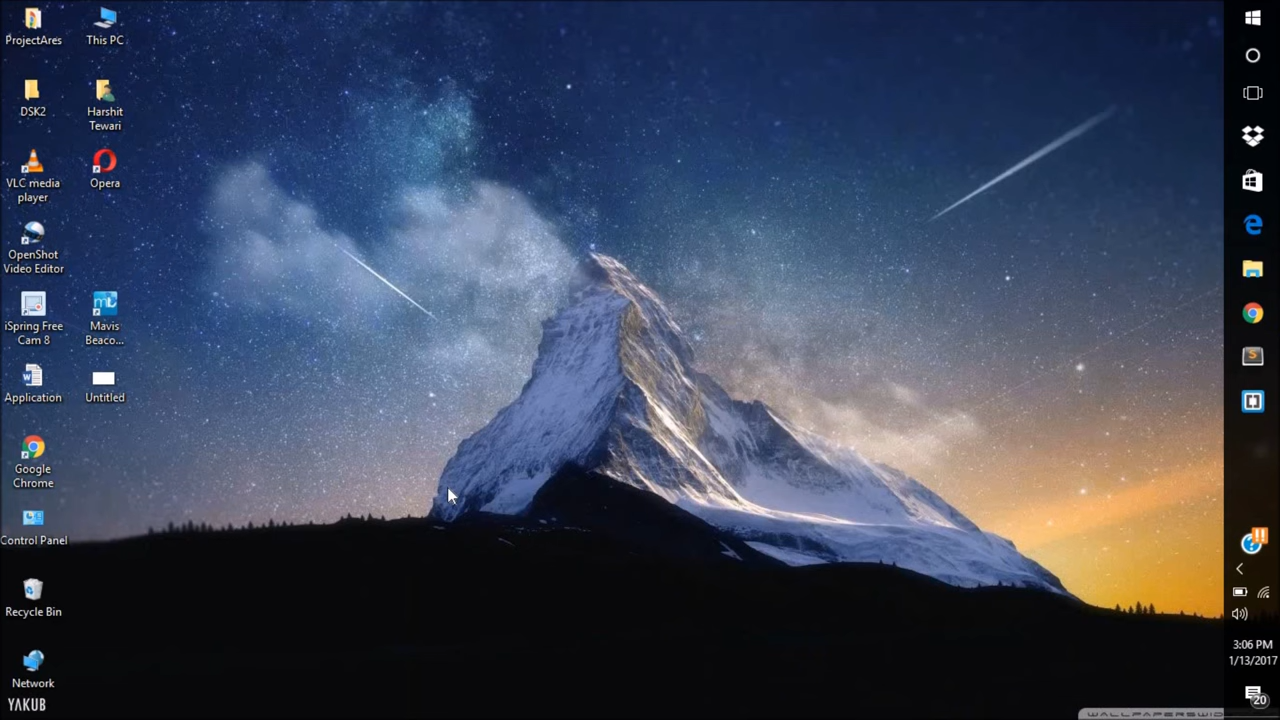 ProjectAres
This PC
DSK2
Harshit
Tewari
VLC media
player
Opera
OpenShot
Video Editor
iSpring Free
Cam 8
Mavis
Beaco...
Application
Untitled
Google
Chrome
Control Panel
Recycle Bin
Network
YAKUB
3:06 PM
1/13/2017
20
WALLPAPERSWID